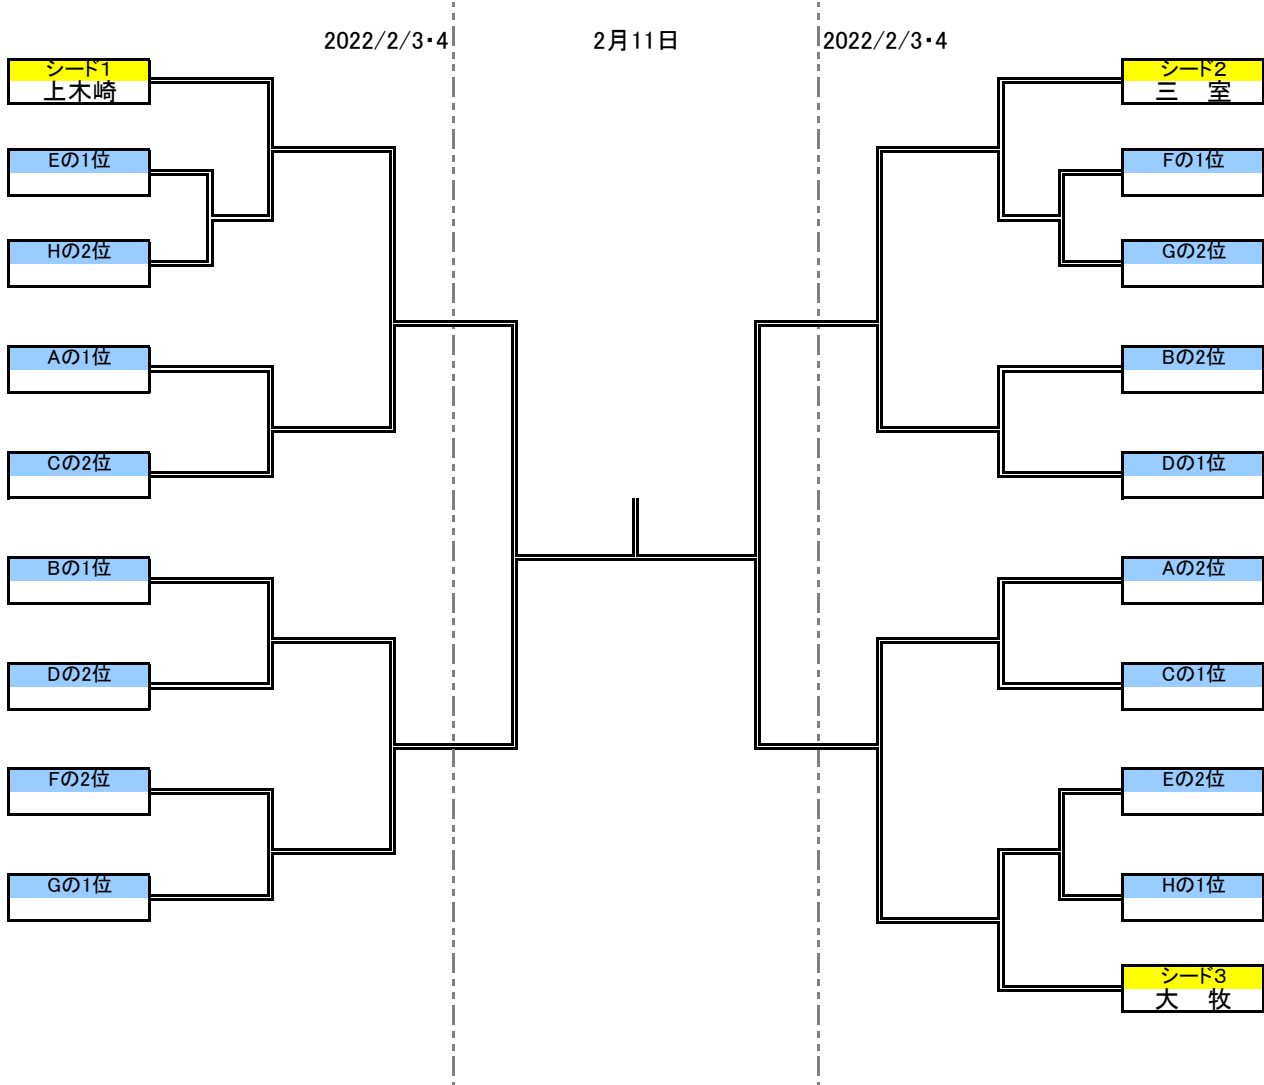 2022/2/3・4
2月11日
2022/2/3・4
シード1
上木崎
Eの1位
Hの2位
Aの1位
Cの2位
Bの1位
Dの2位
Fの2位
Gの1位
シード2
三 室
Fの1位
Gの2位
Bの2位
Dの1位
Aの2位
Cの1位
Eの2位
Hの1位
シード3
大 牧